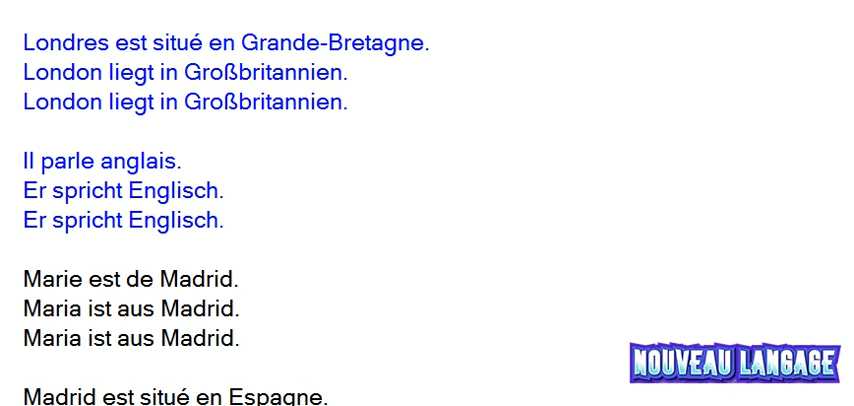 Londres est situé en Grande-Bretagne.
London liegt in Großbritannien.
London liegt in Großbritannien.
Il parle anglais.
Er spricht Englisch.
Er spricht Englisch.
Marie est de Madrid.
Maria ist aus Madrid.
Maria ist aus Madrid.
NOUVEAU LANGAGE
Madrid est situé en Espagne.